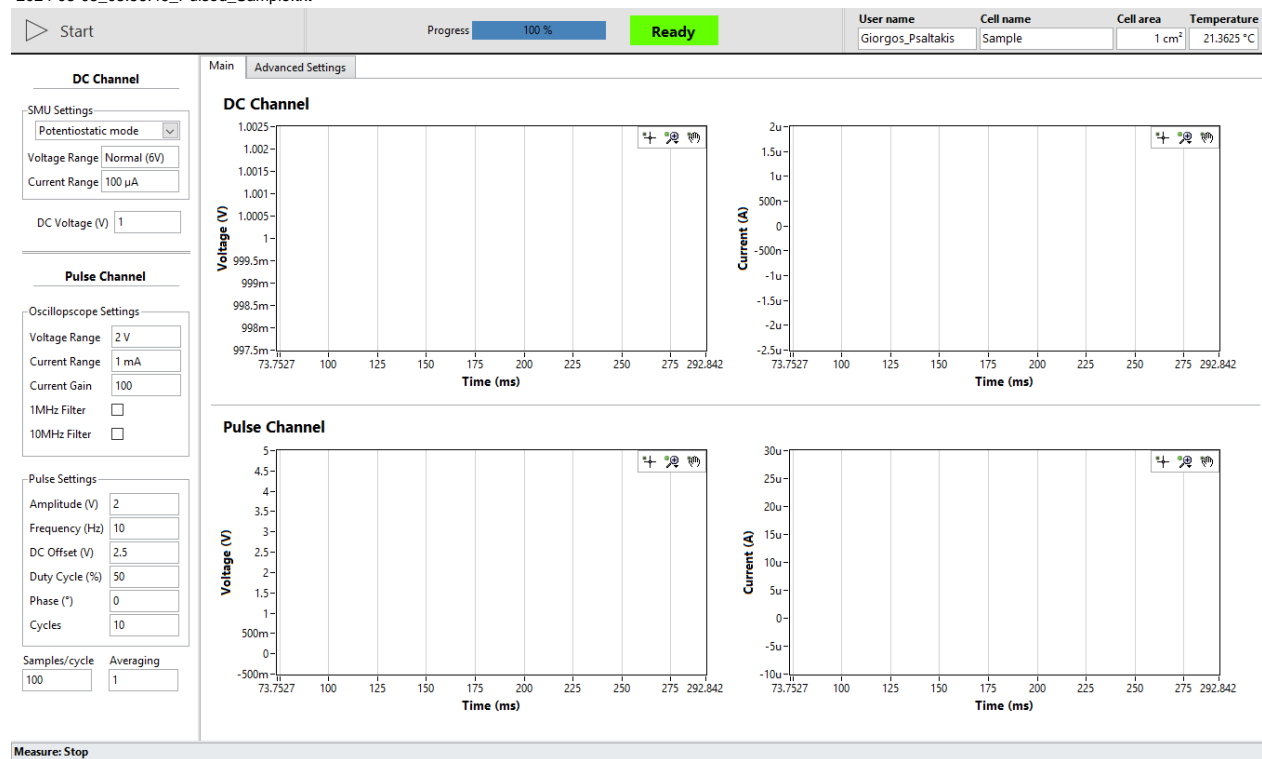 Start
Progress
100 %
Ready
User name
Cell name
Cell area
Temperature
Giorgos_Psaltakis
Sample
1 cm²
21.3625 °C
DC Channel
SMU Settings
Potentiostatic mode
Voltage Range Normal (6V)
Current Range 100 µA
DC Voltage (V) 1
Pulse Channel
Oscillopscope Settings
Voltage Range 2 V
Current Range 1 mA
Current Gain 100
1MHz Filter
10MHz Filter
Pulse Settings
Amplitude (V) 2
Frequency (Hz) 10
DC Offset (V) 2.5
Duty Cycle (%) 50
Phase (°) 0
Cycles 10
Samples/cycle Averaging
100 1
Main Advanced Settings
DC Channel
Voltage (V)
1.0025
1.002
1.0015
1.001
1.0005
1
999.5m
999m
998.5m
998m
997.5m
73.7527 100 125 150 175 200 225 250 275 292.842
Time (ms)
Current (A)
2u
1.5u
1u
500n
0
-500n
-1u
-1.5u
-2u
-2.5u
73.7527 100 125 150 175 200 225 250 275 292.842
Time (ms)
Pulse Channel
Voltage (V)
5
4.5
4
3.5
3
2.5
2
1.5
1
500m
0
-500m
73.7527 100 125 150 175 200 225 250 275 292.842
Time (ms)
Current (A)
30u
25u
20u
15u
10u
5u
0
-5u
-10u
73.7527 100 125 150 175 200 225 250 275 292.842
Time (ms)
Measure: Stop